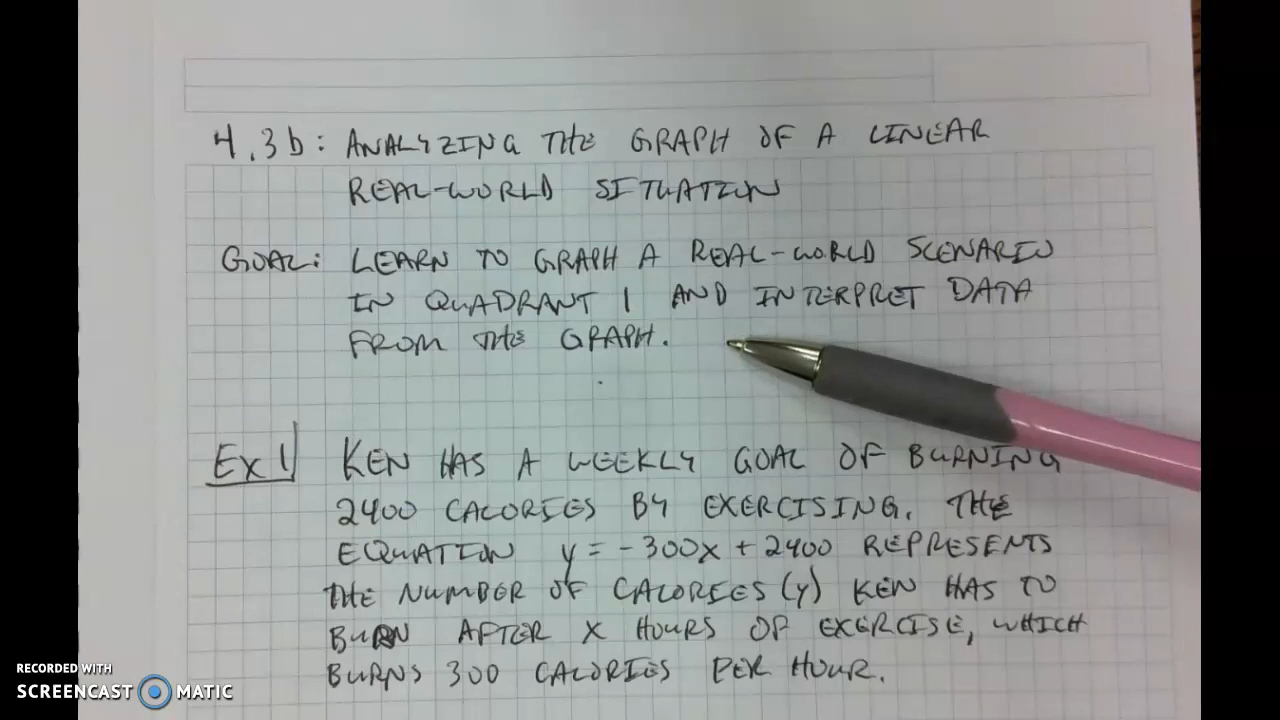 4.3b: ANALYZING THE GRAPH OF A LINEAR
REAL-WORLD SITUATION
GOAL: LEARN TO GRAPH A REAL-WORLD SCENARIO
IN QUADRANT 1 AND INTERPRET DATA
FROM THE GRAPH.
Ex 1 KEN HAS A WEEKLY GOAL OF BURNING
2400 CALORIES BY EXERCISING. THE
EQUATION y = -300x + 2400 REPRESENTS
THE NUMBER OF CALORIES (y) KEN HAS TO
BURN AFTER X HOURS OF EXERCISE, WHICH
BURNS 300 CALORIES PER HOUR.
RECORDED WITH
SCREENCAST MATIC